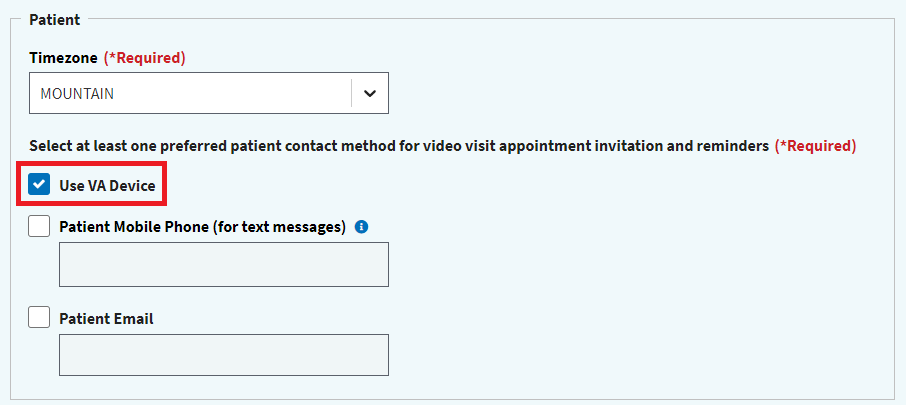 Patient
Timezone (*Required)
MOUNTAIN
Select at least one preferred patient contact method for video visit appointment invitation and reminders (*Required)
Use VA Device
Patient Mobile Phone (for text messages) i
Patient Email